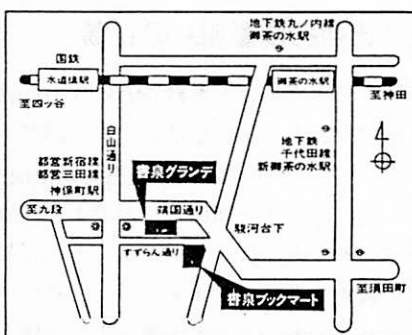 地下鉄丸ノ内線
御茶の水駅
国鉄
水道橋駅
御茶の水駅
至四ッ谷
至神田
白山通り
都営新宿線
都営三田線
神保町駅
地下鉄
千代田線
新御茶の水駅
書泉グランデ
至九段
靖国通り
駿河台下
すずらん通り
書泉ブックマート
至須田町